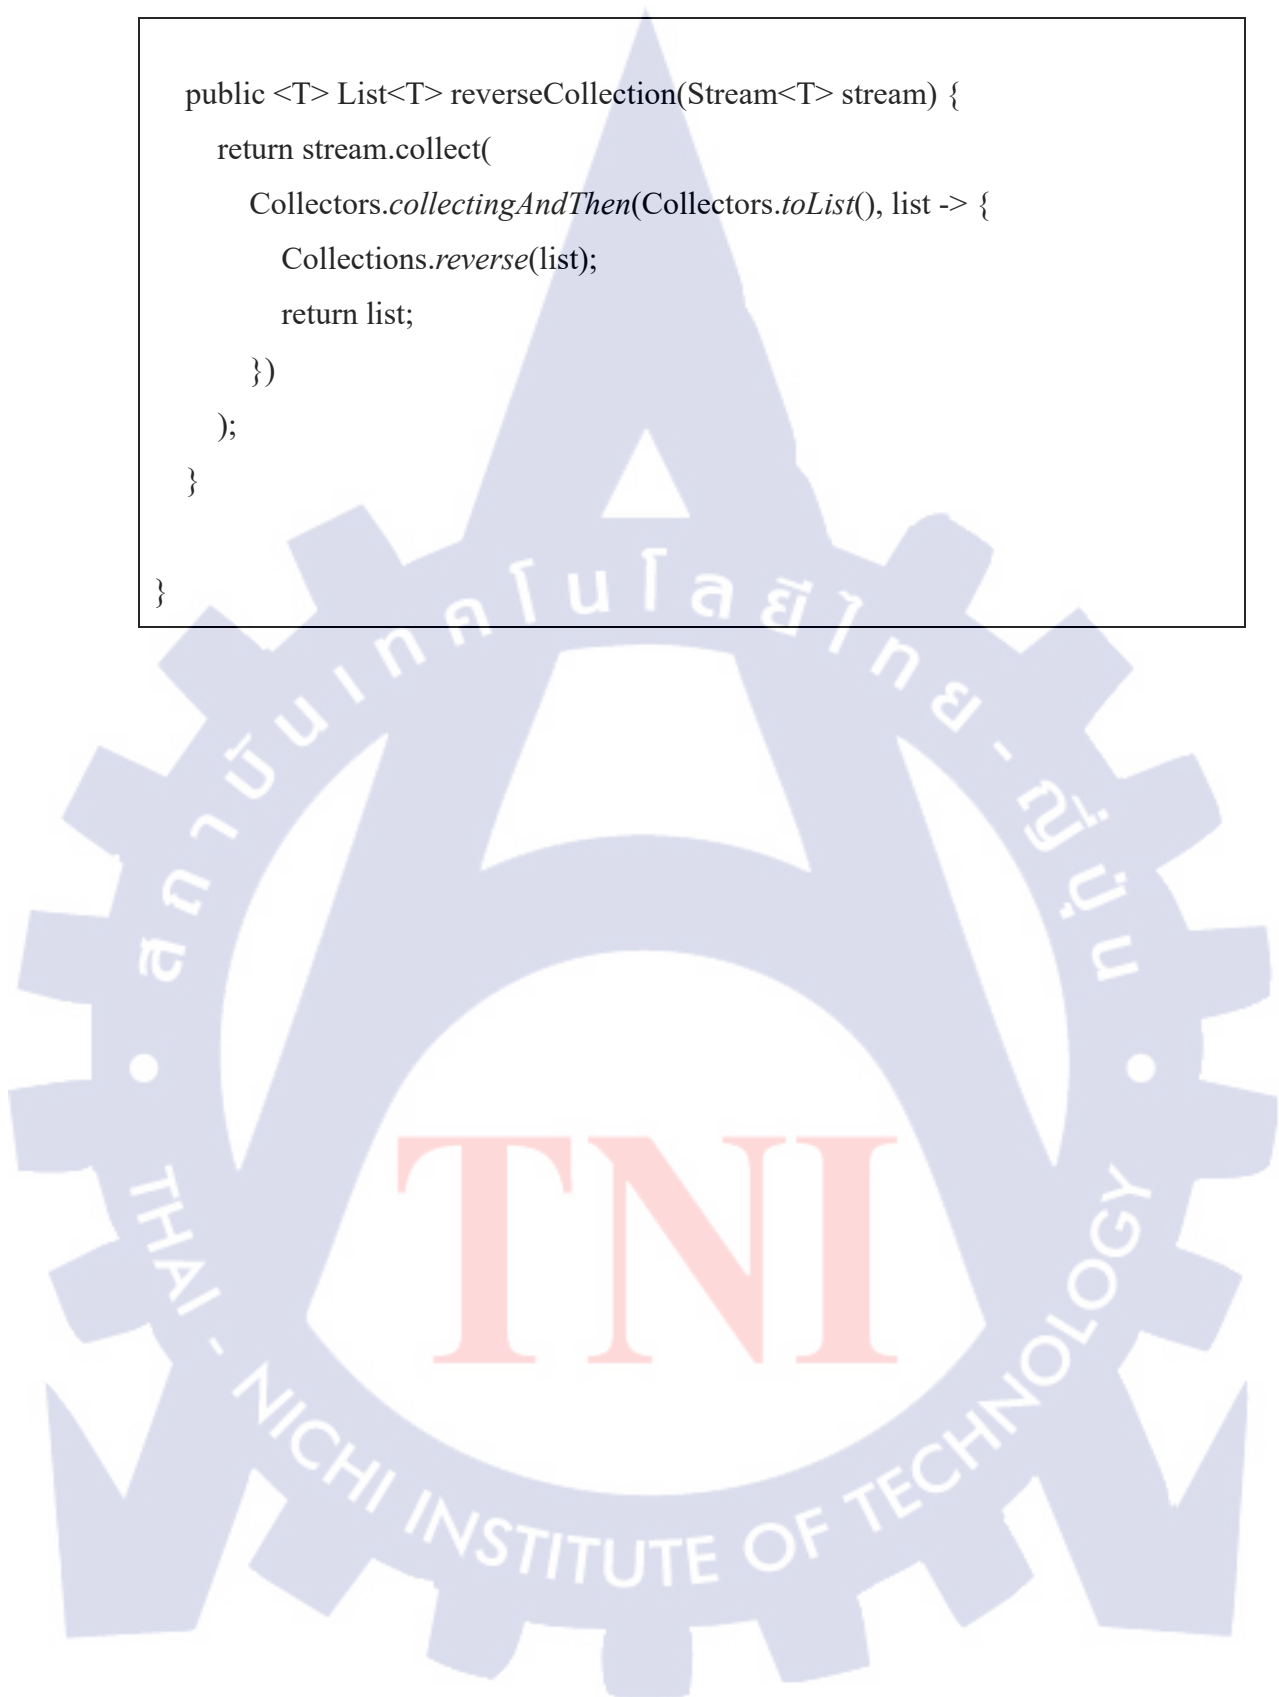 public <T> List<T> reverseCollection(Stream<T> stream) {
return stream.collect(
Collectors.collectingAndThen(Collectors.toList(), list -> {
Collections.reverse(list);
return list;
})
);
}
}
สถาบันเทคโนโลยีไทย - ญี่ปุ่น
TNI
THAI - NICHI INSTITUTE OF TECHNOLOGY